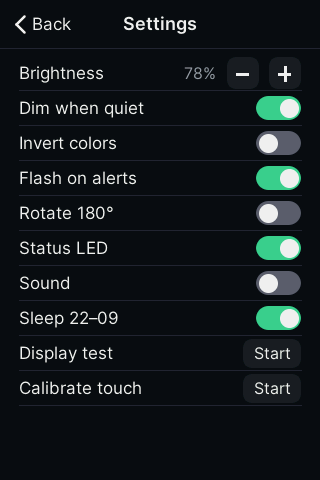 Back Settings
Brightness 78%
Dim when quiet
Invert colors
Flash on alerts
Rotate 180°
Status LED
Sound
Sleep 22–09
Display test Start
Calibrate touch Start